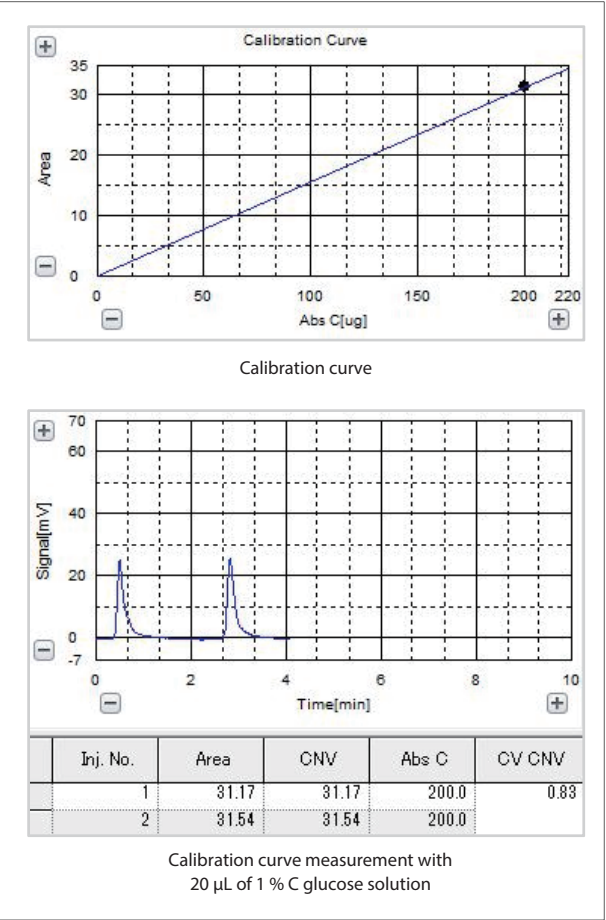 Calibration Curve
35
30
20
10
0
Area
0 50 100 150 200 220
Abs C[ug]
Calibration curve
70
60
40
20
0
-7
Signal[mV]
0 2 4 6 8 10
Time[min]
Inj. No. Area CNV Abs C CV CNV
1 31.17 31.17 200.0 0.83
2 31.54 31.54 200.0
Calibration curve measurement with
20 µL of 1 % C glucose solution